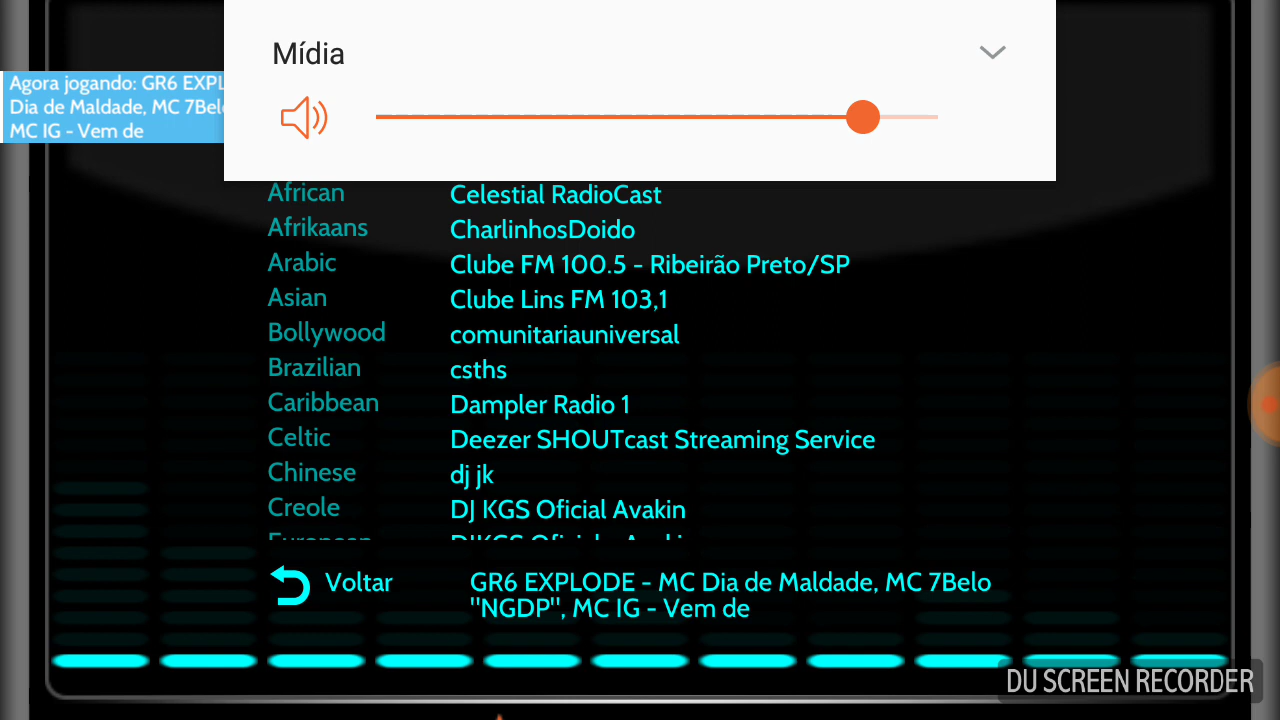 Mídia
Agora jogando: GR6 EXPL
Dia de Maldade, MC 7Bel
MC IG - Vem de
African
Celestial RadioCast
Afrikaans
CharlinhosDoido
Arabic
Clube FM 100.5 - Ribeirão Preto/SP
Asian
Clube Lins FM 103,1
Bollywood
comunitariauniversal
Brazilian
csths
Caribbean
Dampler Radio 1
Celtic
Deezer SHOUTcast Streaming Service
Chinese
dj jk
Creole
DJ KGS Oficial Avakin
European
Voltar
GR6 EXPLODE - MC Dia de Maldade, MC 7Belo
"NGDP", MC IG - Vem de
DU SCREEN RECORDER